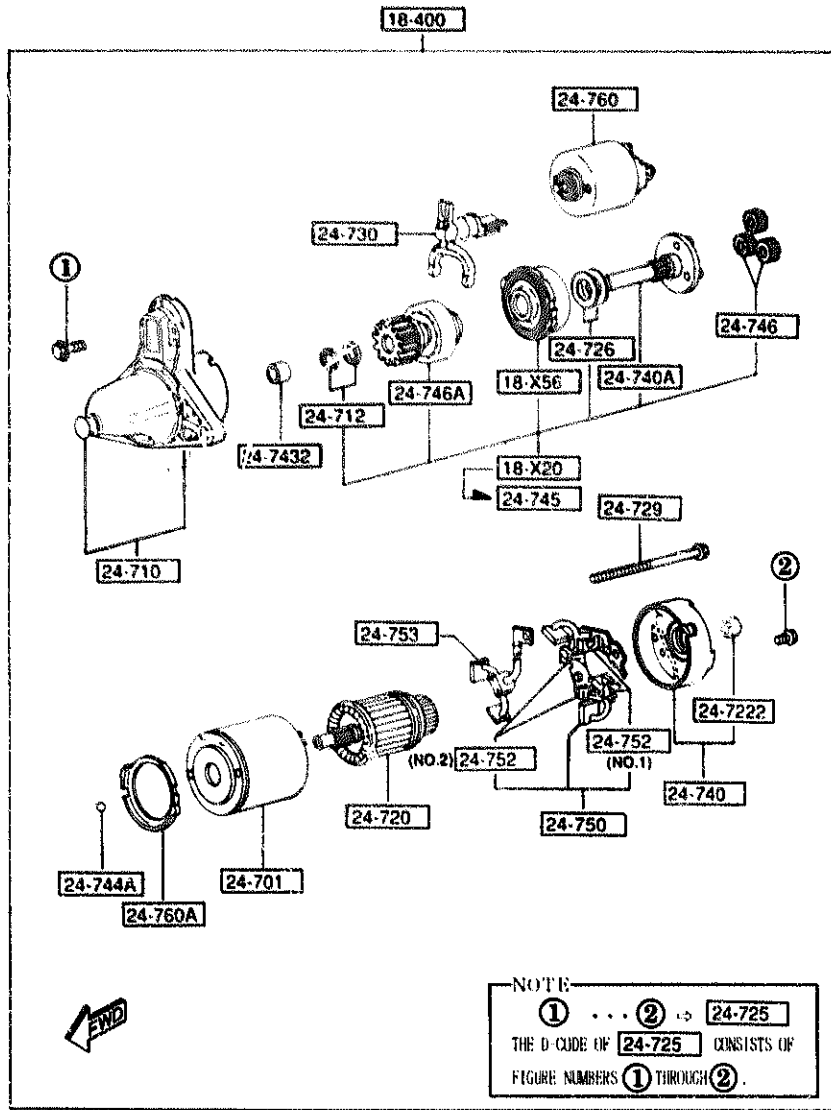 18-400
24-760
24-730
①
24-726
24-746
18-X56
24-740A
24-746A
24-712
24-7432
18-X20
24-745
24-729
24-710
②
24-753
24-7222
24-752
(NO.1)
(NO.2) 24-752
24-740
24-720
24-750
24-744A
24-701
24-760A
FWD
NOTE
① ... ② ⇨ 24-725
THE D-CODE OF 24-725 CONSISTS OF
FIGURE NUMBERS ① THROUGH ②.